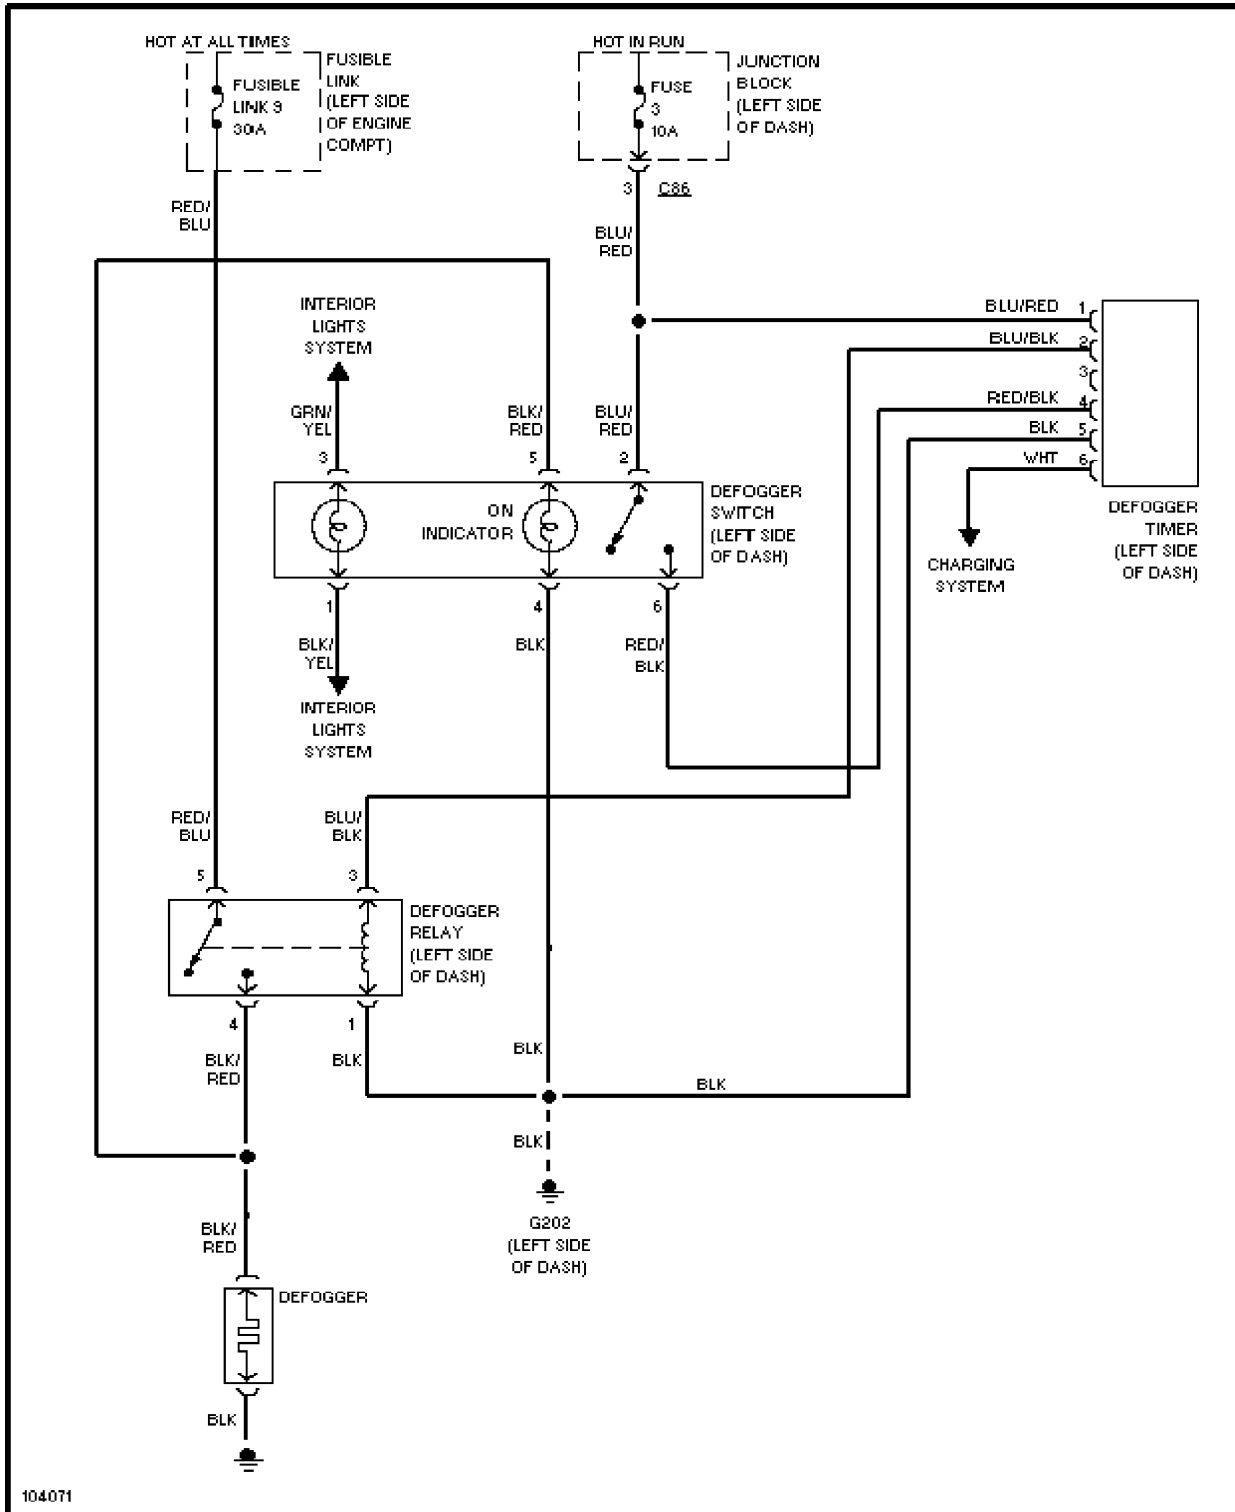 HOT AT ALL TIMES
FUSIBLE
LINK 9
30A
FUSIBLE
LINK
(LEFT SIDE
OF ENGINE
COMPT)
HOT IN RUN
FUSE
3
10A
JUNCTION
BLOCK
(LEFT SIDE
OF DASH)
3 C86
RED/
BLU
BLU/
RED
INTERIOR
LIGHTS
SYSTEM
BLU/RED 1
BLU/BLK 2
3
RED/BLK 4
BLK 5
WHT 6
DEFOGGER
TIMER
(LEFT SIDE
OF DASH)
CHARGING
SYSTEM
GRN/
YEL
3
BLK/
RED
5
BLU/
RED
2
ON
INDICATOR
DEFOGGER
SWITCH
(LEFT SIDE
OF DASH)
1
BLK/
YEL
4
BLK
6
RED/
BLK
INTERIOR
LIGHTS
SYSTEM
RED/
BLU
5
BLU/
BLK
3
DEFOGGER
RELAY
(LEFT SIDE
OF DASH)
4
BLK/
RED
1
BLK
BLK
BLK
BLK
G202
(LEFT SIDE
OF DASH)
BLK/
RED
DEFOGGER
BLK
104071